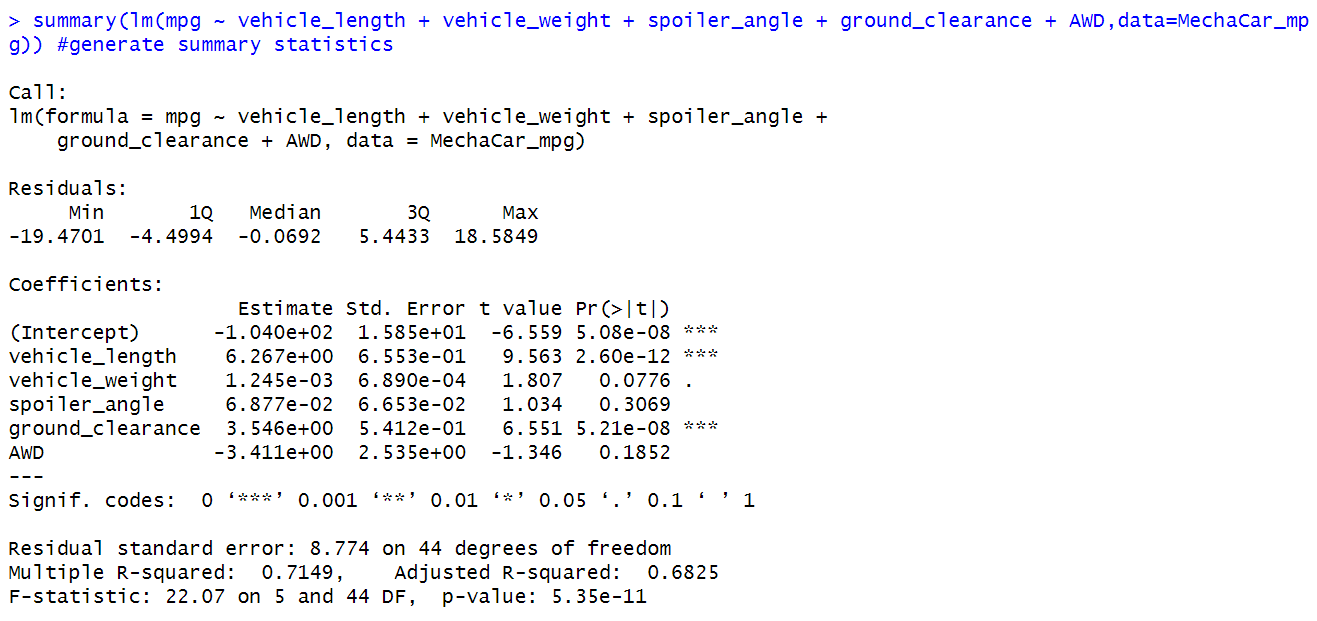 > summary(lm(mpg ~ vehicle_length + vehicle_weight + spoiler_angle + ground_clearance + AWD,data=MechaCar_mp
g)) #generate summary statistics

Call:
lm(formula = mpg ~ vehicle_length + vehicle_weight + spoiler_angle +
    ground_clearance + AWD, data = MechaCar_mpg)

Residuals:
     Min       1Q   Median       3Q      Max
-19.4701  -4.4994  -0.0692   5.4433  18.5849

Coefficients:
                   Estimate Std. Error t value Pr(>|t|)
(Intercept)      -1.040e+02  1.585e+01  -6.559 5.08e-08 ***
vehicle_length    6.267e+00  6.553e-01   9.563 2.60e-12 ***
vehicle_weight    1.245e-03  6.890e-04   1.807   0.0776 .
spoiler_angle     6.877e-02  6.653e-02   1.034   0.3069
ground_clearance  3.546e+00  5.412e-01   6.551 5.21e-08 ***
AWD              -3.411e+00  2.535e+00  -1.346   0.1852
---
Signif. codes:  0 ‘***’ 0.001 ‘**’ 0.01 ‘*’ 0.05 ‘.’ 0.1 ‘ ’ 1

Residual standard error: 8.774 on 44 degrees of freedom
Multiple R-squared:  0.7149,    Adjusted R-squared:  0.6825
F-statistic: 22.07 on 5 and 44 DF,  p-value: 5.35e-11